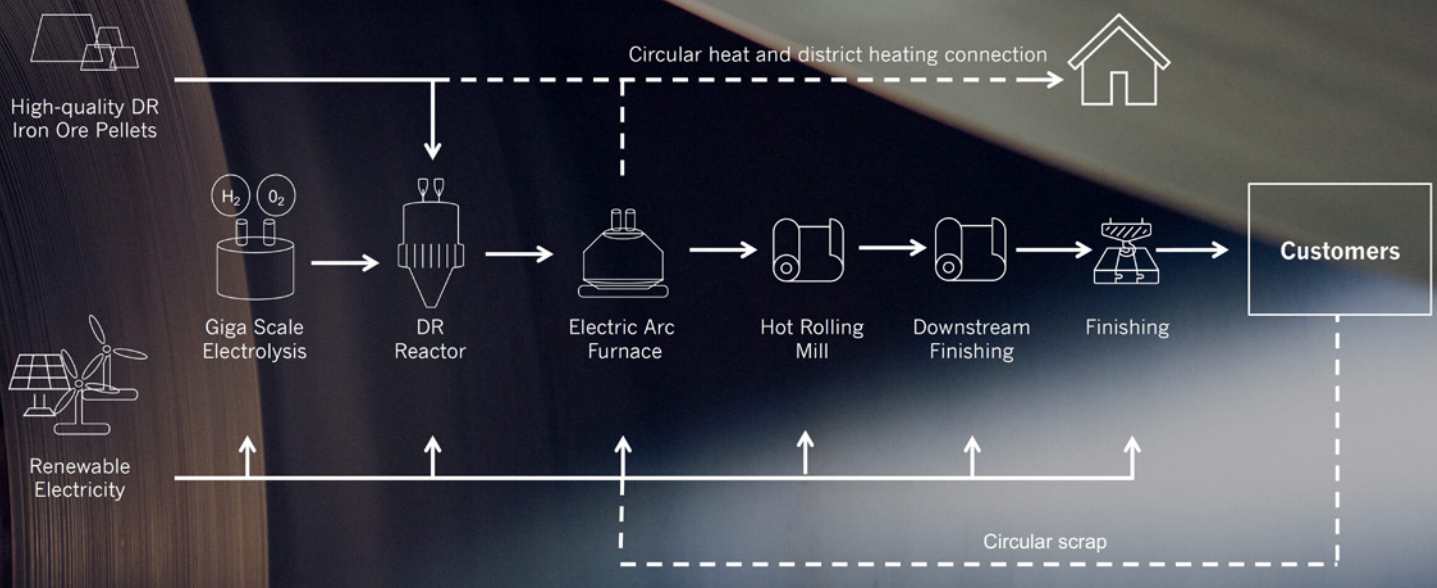 Circular heat and district heating connection
High-quality DR
Iron Ore Pellets
H2
02
Customers
Giga Scale
Electrolysis
DR
Reactor
Electric Arc
Furnace
Hot Rolling
Mill
Downstream
Finishing
Finishing
Renewable
Electricity
Circular scrap